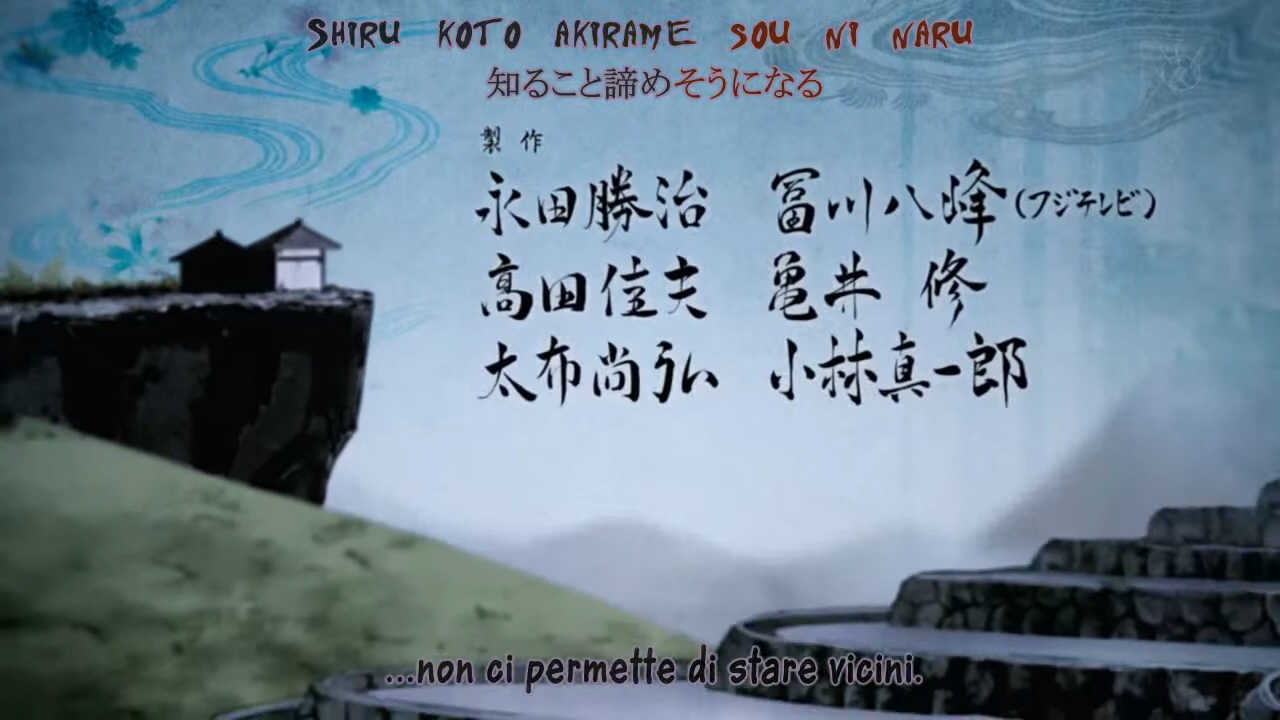 SHIRU KOTO AKIRAME SOU NI NARU
知ること諦めそうになる
製作
永田勝治 冨川八峰(フジテレビ)
高田佳夫 亀井 修
太布尚弘 小林真一郎
...non ci permette di stare vicini.